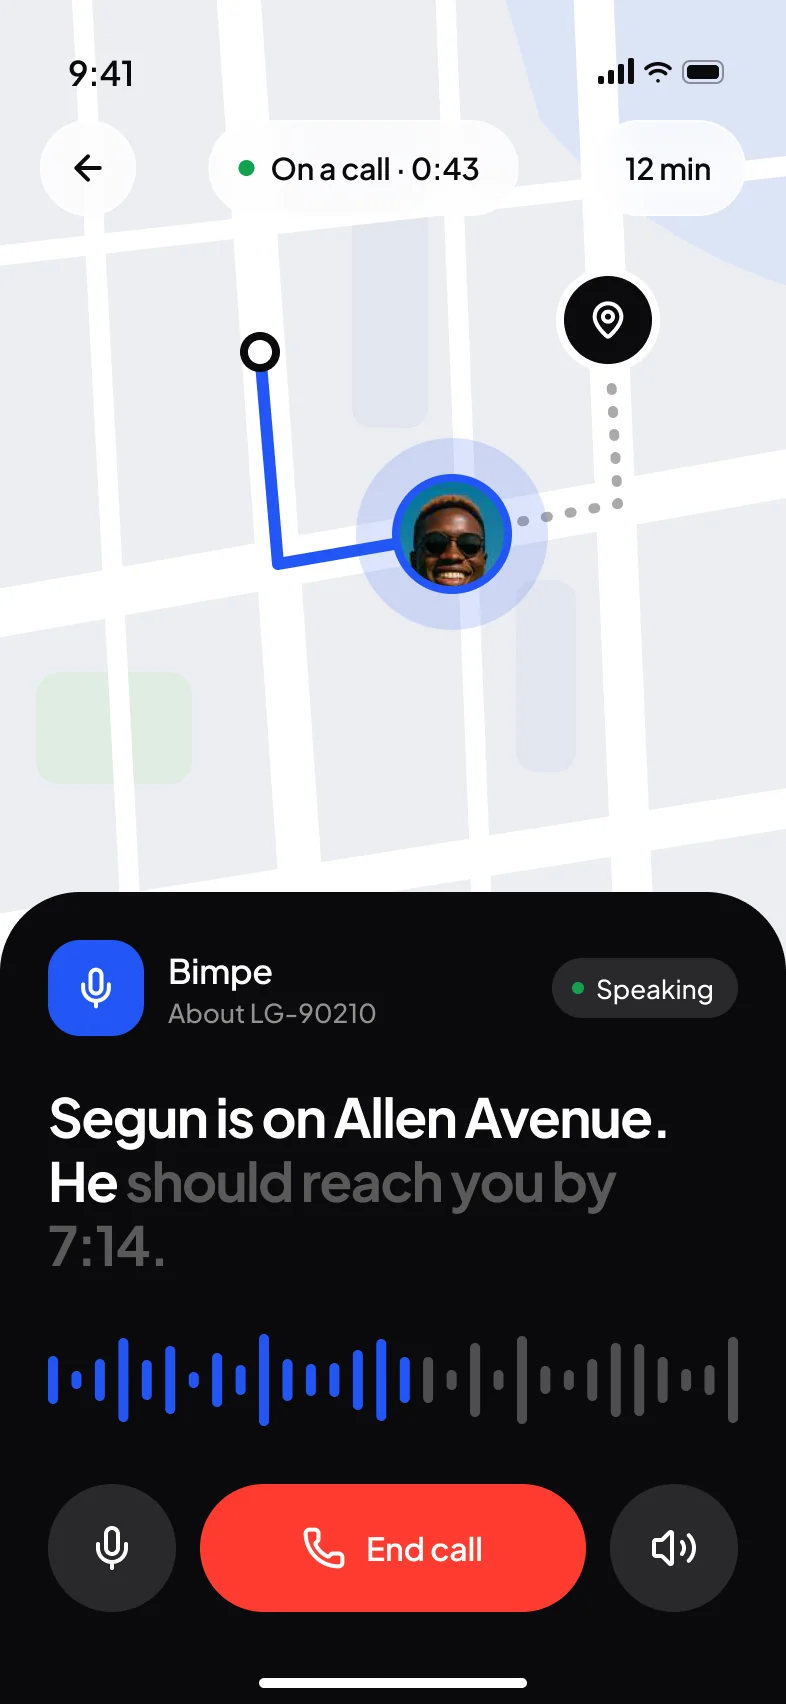 9:41
On a call · 0:43
12 min
Bimpe
About LG-90210
Speaking
Segun is on Allen Avenue.
He should reach you by
7:14.
End call